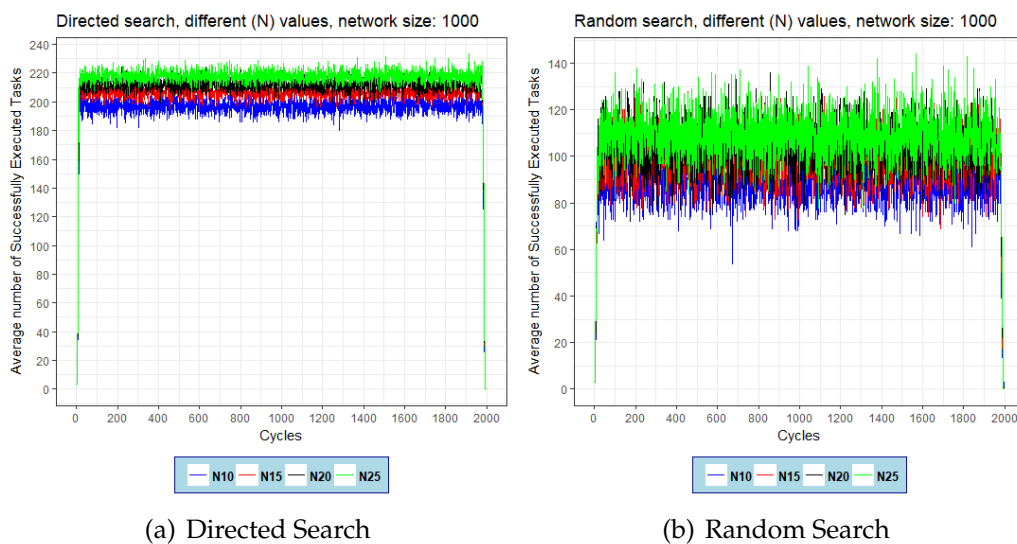 Directed search, different (N) values, network size: 1000
Average number of Successfully Executed Tasks
240
220
200
180
160
140
120
100
80
60
40
20
0
0 200 400 600 800 1000 1200 1400 1600 1800 2000
Cycles
N10 N15 N20 N25
(a) Directed Search
Random search, different (N) values, network size: 1000
Average number of Successfully Executed Tasks
140
120
100
80
60
40
20
0
0 200 400 600 800 1000 1200 1400 1600 1800 2000
Cycles
N10 N15 N20 N25
(b) Random Search